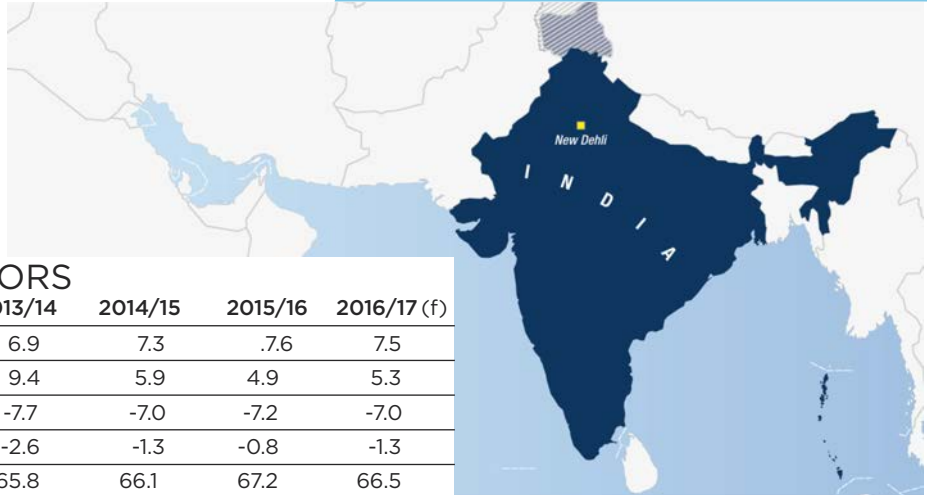 New Dehli
INDIA
ORS
013/14 2014/15 2015/16 2016/17 (f)
6.9 7.3 .7.6 7.5
9.4 5.9 4.9 5.3
-7.7 -7.0 -7.2 -7.0
-2.6 -1.3 -0.8 -1.3
65.8 66.1 67.2 66.5